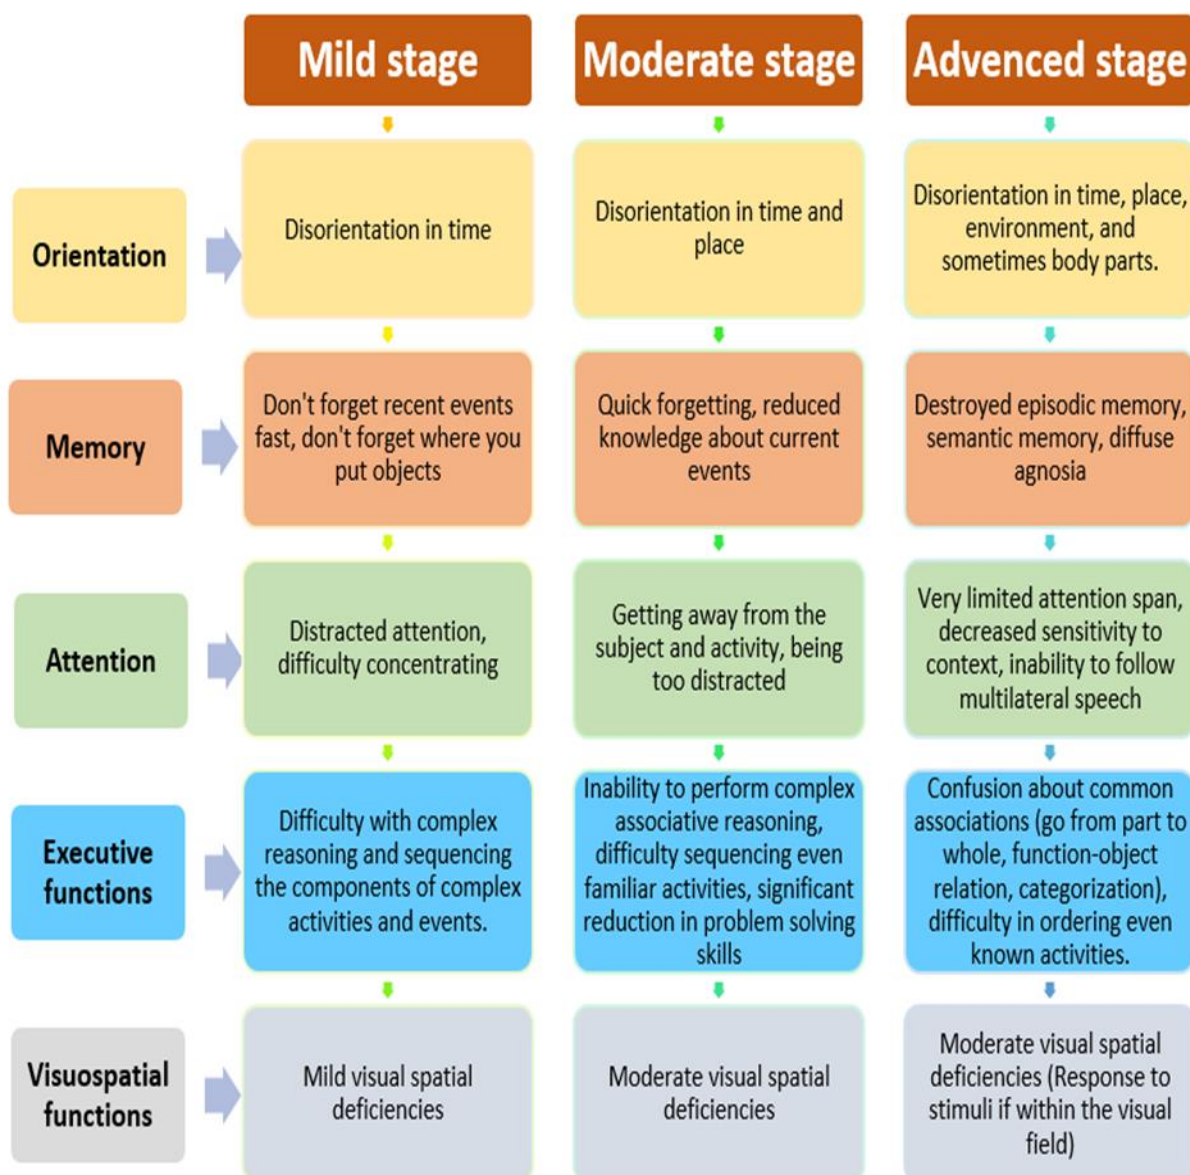 Mild stage
Moderate stage
Advenced stage
Orientation
Disorientation in time
Disorientation in time and
place
Disorientation in time, place,
environment, and
sometimes body parts.
Memory
Don't forget recent events
fast, don't forget where you
put objects
Quick forgetting, reduced
knowledge about current
events
Destroyed episodic memory,
semantic memory, diffuse
agnosia
Attention
Distracted attention,
difficulty concentrating
Getting away from the
subject and activity, being
too distracted
Very limited attention span,
decreased sensitivity to
context, inability to follow
multilateral speech
Executive
functions
Difficulty with complex
reasoning and sequencing
the components of complex
activities and events.
Inability to perform complex
associative reasoning,
difficulty sequencing even
familiar activities, significant
reduction in problem solving
skills
Confusion about common
associations (go from part to
whole, function-object
relation, categorization),
difficulty in ordering even
known activities.
Visuospatial
functions
Mild visual spatial
deficiencies
Moderate visual spatial
deficiencies
Moderate visual spatial
deficiencies (Response to
stimuli if within the visual
field)